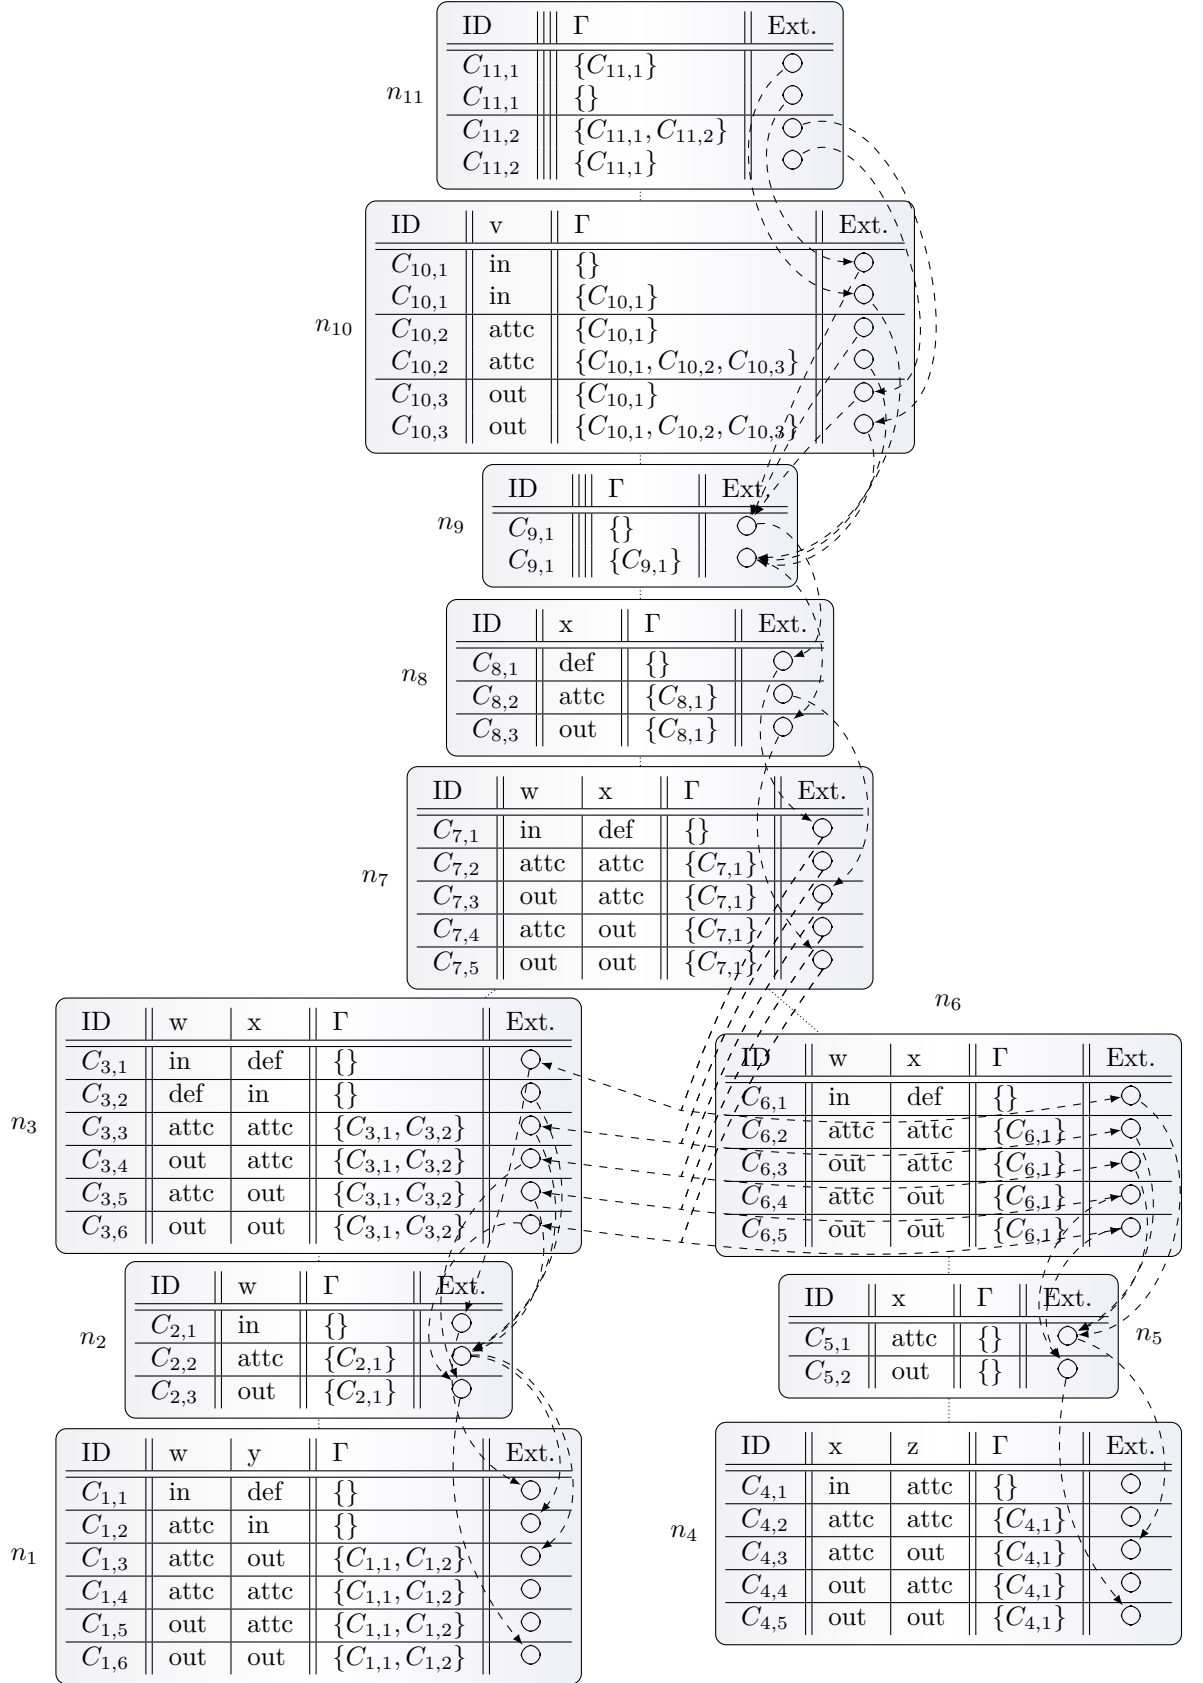 ID Γ Ext.
C11,1 {C11,1}
n11
C11,1 {}
C11,2 {C11,1, C11,2}
C11,2 {C11,1}
ID v Γ Ext.
C10,1 in {}
C10,1 in {C10,1}
n10
C10,2 attc {C10,1}
C10,2 attc {C10,1, C10,2, C10,3}
C10,3 out {C10,1}
C10,3 out {C10,1, C10,2, C10,3}
ID Γ Ext.
n9
C9,1 {}
C9,1 {C9,1}
ID x Γ Ext.
C8,1 def {}
n8
C8,2 attc {C8,1}
C8,3 out {C8,1}
ID w x Γ Ext.
C7,1 in def {}
C7,2 attc attc {C7,1}
n7
C7,3 out attc {C7,1}
C7,4 attc out {C7,1}
C7,5 out out {C7,1}
ID w x Γ Ext.
C3,1 in def {}
C3,2 def in {}
n3
C3,3 attc attc {C3,1, C3,2}
C3,4 out attc {C3,1, C3,2}
C3,5 attc out {C3,1, C3,2}
C3,6 out out {C3,1, C3,2}
n6
ID w x Γ Ext.
C6,1 in def {}
C6,2 attc attc {C6,1}
C6,3 out attc {C6,1}
C6,4 attc out {C6,1}
C6,5 out out {C6,1}
ID w Γ Ext.
C2,1 in {}
n2
C2,2 attc {C2,1}
C2,3 out {C2,1}
ID x Γ Ext.
C5,1 attc {}
n5
C5,2 out {}
ID w y Γ Ext.
C1,1 in def {}
C1,2 attc in {}
n1
C1,3 attc out {C1,1, C1,2}
C1,4 attc attc {C1,1, C1,2}
C1,5 out attc {C1,1, C1,2}
C1,6 out out {C1,1, C1,2}
ID x z Γ Ext.
C4,1 in attc {}
C4,2 attc attc {C4,1}
n4
C4,3 attc out {C4,1}
C4,4 out attc {C4,1}
C4,5 out out {C4,1}